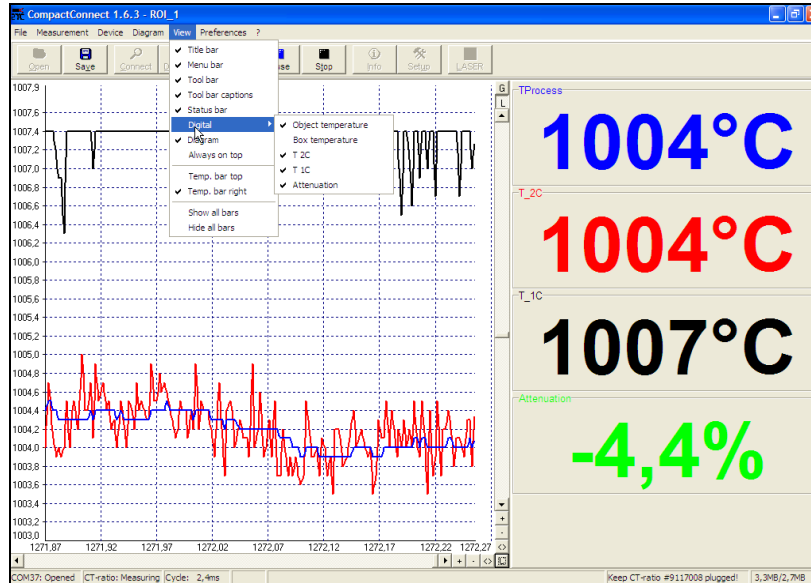 CompactConnect 1.6.3 - ROI_1
File Measurement Device Diagram View Preferences ?
Open Save Connect Stop Info Setup LASER
Title bar
Menu bar
Tool bar
Tool bar captions
Status bar
Digital
Diagram
Always on top
Temp. bar top
Temp. bar right
Show all bars
Hide all bars
Object temperature
Box temperature
T 2C
T 1C
Attenuation
G
L
TProcess
1004°C
T_2C
1004°C
T_1C
1007°C
Attenuation
-4,4%
1007,9
1007,6
1007,4
1007,2
1007,0
1006,8
1006,6
1006,4
1006,2
1006,0
1005,8
1005,6
1005,4
1005,2
1005,0
1004,8
1004,6
1004,4
1004,2
1004,0
1003,8
1003,6
1003,4
1003,2
1003,0
1271,87 1271,92 1271,97 1272,02 1272,07 1272,12 1272,17 1272,22 1272,27
COM37: Opened CT-ratio: Measuring Cycle: 2,4ms Keep CT-ratio #9117008 plugged! 3,3MB/2,7MB